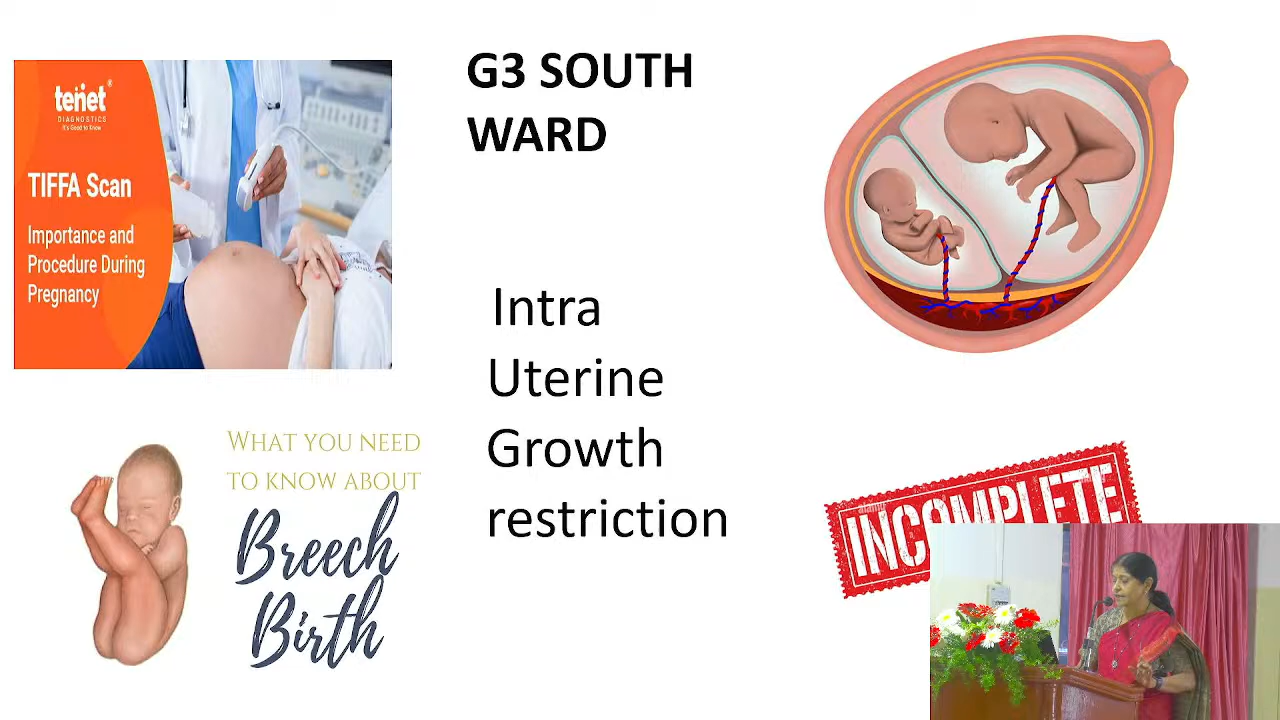 G3 SOUTH
WARD
tenet
DIAGNOSTICS
It's Good to Know
TIFFA Scan
Importance and
Procedure During
Pregnancy
Intra
Uterine
Growth
restriction
WHAT YOU NEED
TO KNOW ABOUT
Breech
Birth
INCOMPLETE